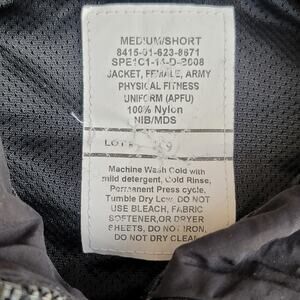 MEDIUM/SHORT
8415-01-623-8671
SPE1C1-14-D-B008
JACKET, FEMALE, ARMY
PHYSICAL FITNESS
UNIFORM (APFU)
100% Nylon
NIB/MDS
LOT
Machine Wash Cold with
mild detergent, Cold Rinse,
Permanent Press cycle,
Tumble Dry Low. DO NOT
USE BLEACH, FABRIC
SOFTENER,OR DRYER
SHEETS, DO NOT IRON,
DO NOT DRY CLEAN